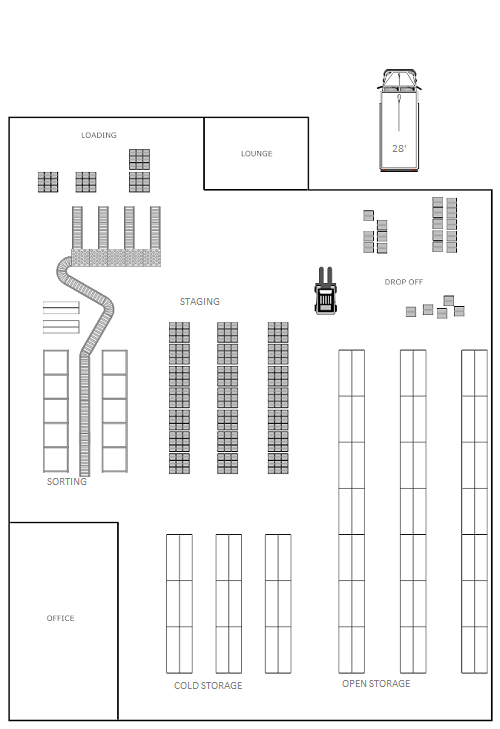 LOADING
LOUNGE
28'
DROP OFF
STAGING
SORTING
OFFICE
COLD STORAGE
OPEN STORAGE